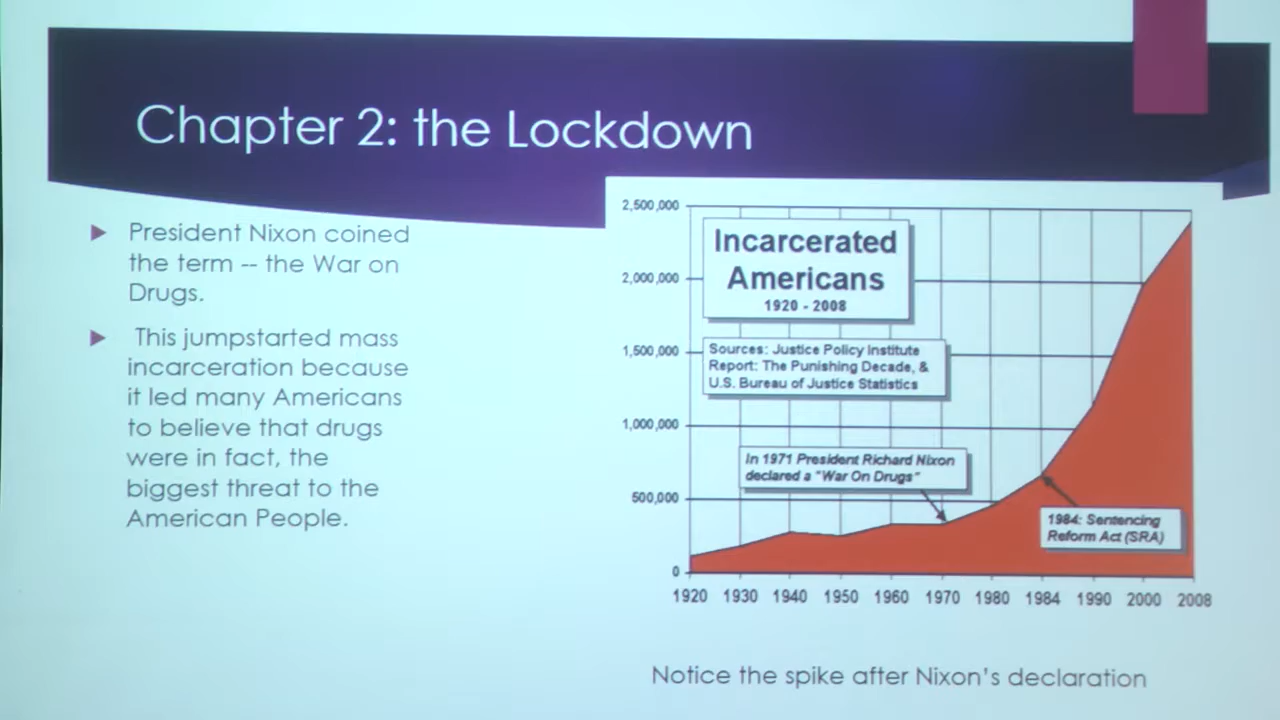 Chapter 2: the Lockdown
President Nixon coined
the term -- the War on
Drugs.
This jumpstarted mass
incarceration because
it led many Americans
to believe that drugs
were in fact, the
biggest threat to the
American People.
2,500,000
2,000,000
1,500,000
1,000,000
500,000
0
Incarcerated
Americans
1920 - 2008
Sources: Justice Policy Institute
Report: The Punishing Decade, &
U.S. Bureau of Justice Statistics
In 1971 President Richard Nixon
declared a "War On Drugs"
1984: Sentencing
Reform Act (SRA)
1920 1930 1940 1950 1960 1970 1980 1984 1990 2000 2008
Notice the spike after Nixon's declaration